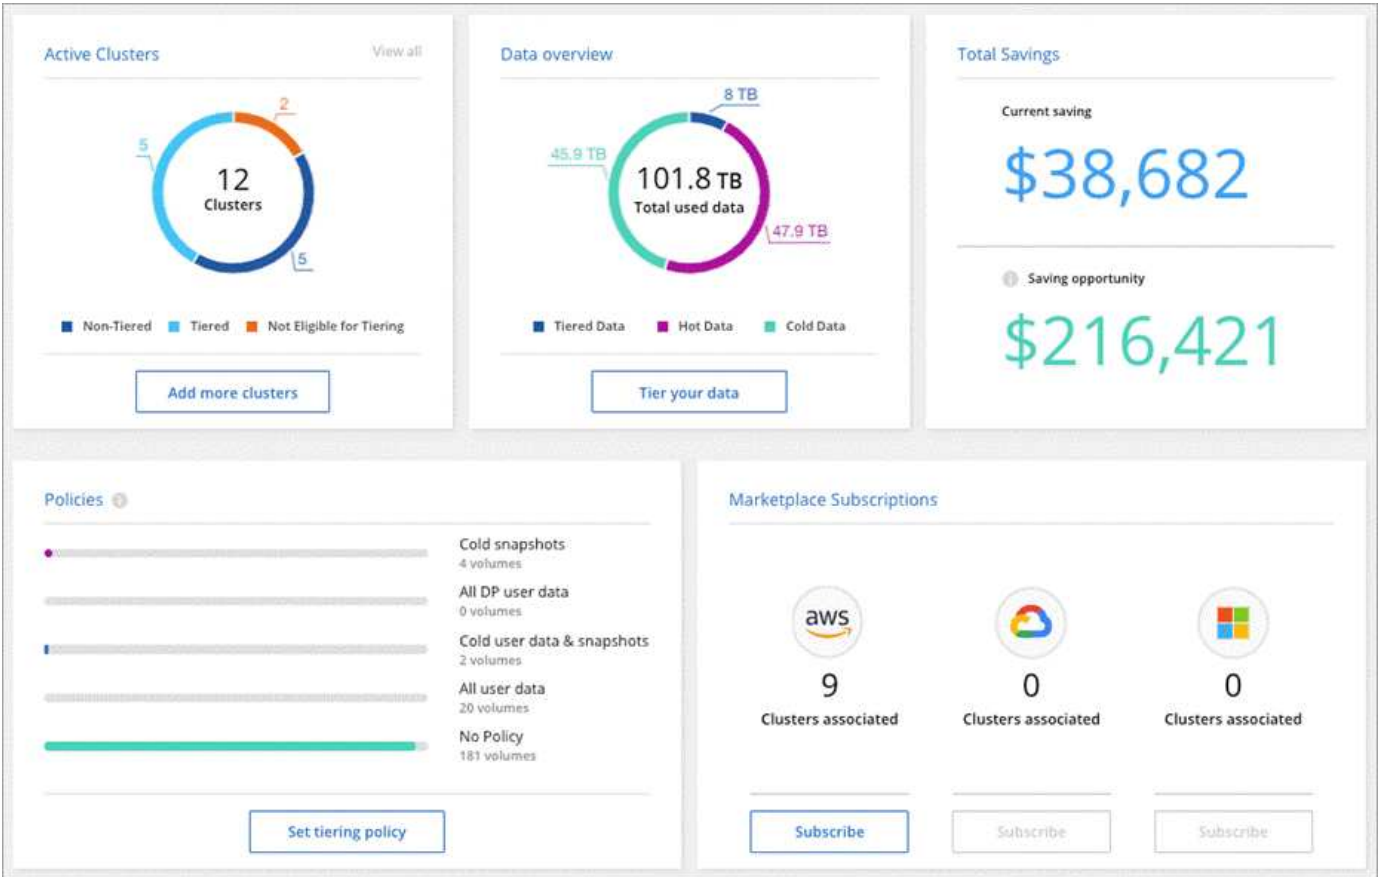 Active Clusters
View all
2
5
12
Clusters
5
Non-Tiered
Tiered
Not Eligible for Tiering
Add more clusters
Data overview
8 TB
45.9 TB
101.8 TB
Total used data
47.9 TB
Tiered Data
Hot Data
Cold Data
Tier your data
Total Savings
Current saving
$38,682
Saving opportunity
$216,421
Policies
Cold snapshots
4 volumes
All DP user data
0 volumes
Cold user data & snapshots
2 volumes
All user data
20 volumes
No Policy
181 volumes
Set tiering policy
Marketplace Subscriptions
aws
9
Clusters associated
Subscribe
0
Clusters associated
Subscribe
0
Clusters associated
Subscribe